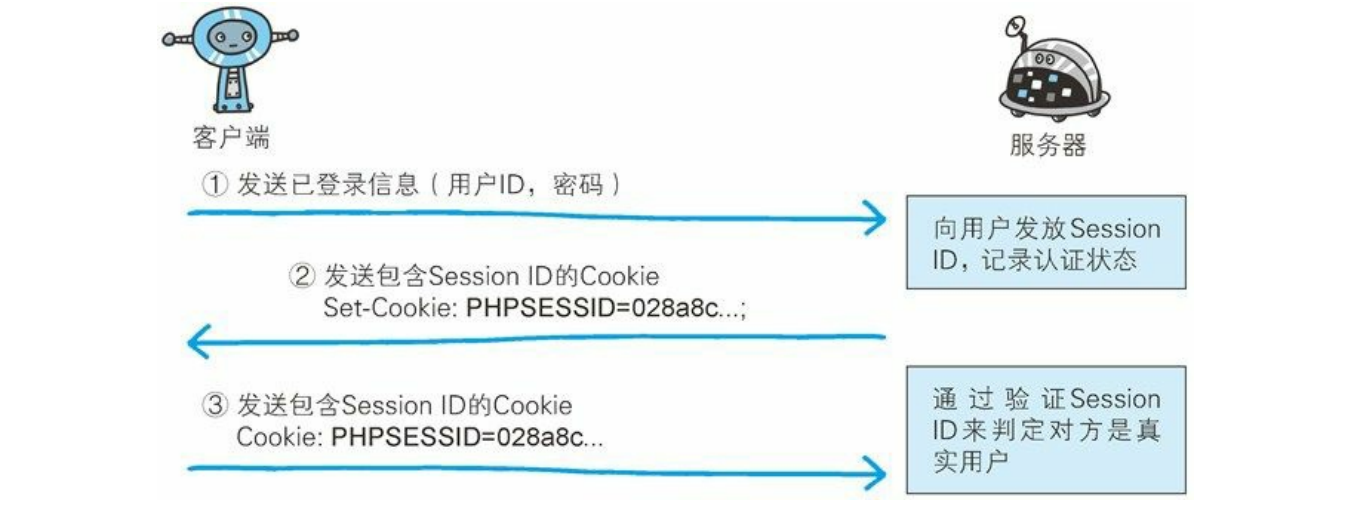 客户端
服务器
① 发送已登录信息（用户ID，密码）
向用户发放Session
ID，记录认证状态
② 发送包含Session ID的Cookie
Set-Cookie: PHPSESSID=028a8c...;
③ 发送包含Session ID的Cookie
Cookie: PHPSESSID=028a8c...
通过验证Session
ID来判定对方是真
实用户